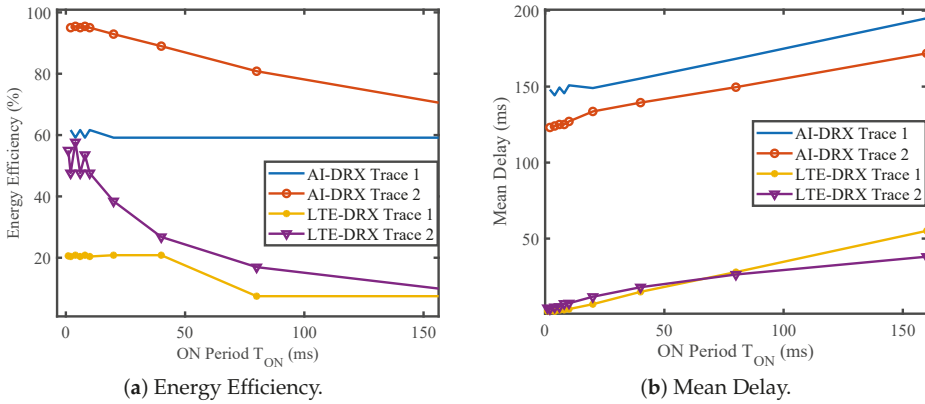 100
80
60
40
20
Energy Efficiency (%)
0
50
100
150
ON Period T_ON (ms)
AI-DRX Trace 1
AI-DRX Trace 2
LTE-DRX Trace 1
LTE-DRX Trace 2
(a) Energy Efficiency.
200
150
100
50
Mean Delay (ms)
0
50
100
150
ON Period T_ON (ms)
AI-DRX Trace 1
AI-DRX Trace 2
LTE-DRX Trace 1
LTE-DRX Trace 2
(b) Mean Delay.